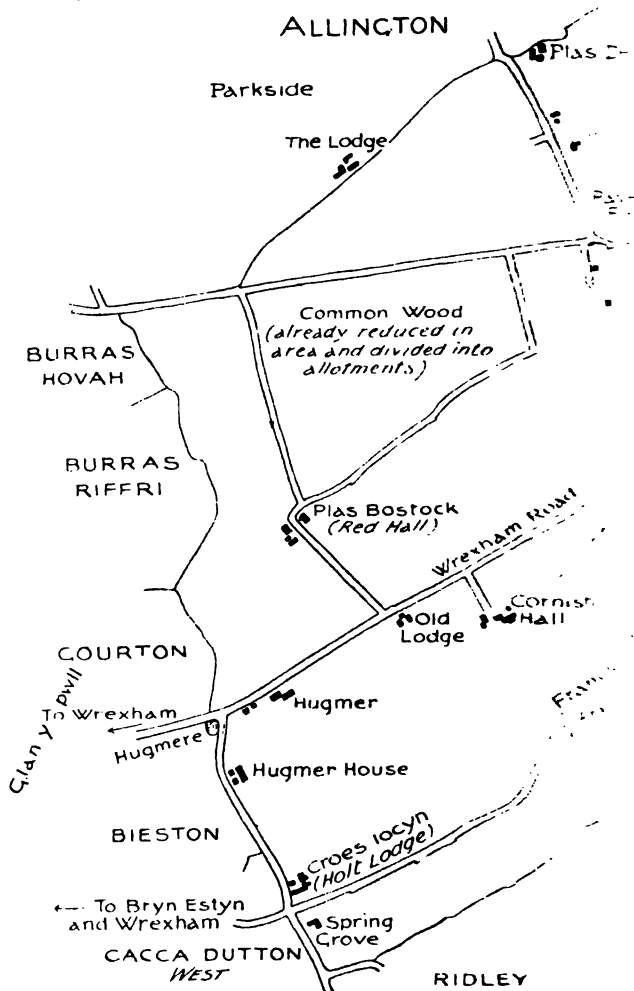 ALLINGTON
Plas
Parkside
The Lodge
Common Wood
(already reduced in
area and divided into
allotments)
BURRAS
HOVAH
BURRAS
RIFFRI
Plas Bostock
(Red Hall)
Wrexham Road
Cornish
Hall
Old
Lodge
COURTON
Glan y pwll
To Wrexham
Hugmer
Hugmere
Hugmer House
BIESTON
Croes Iocyn
(Holt Lodge)
To Bryn Estyn
and Wrexham
Spring
Grove
CACCA DUTTON
WEST
RIDLEY